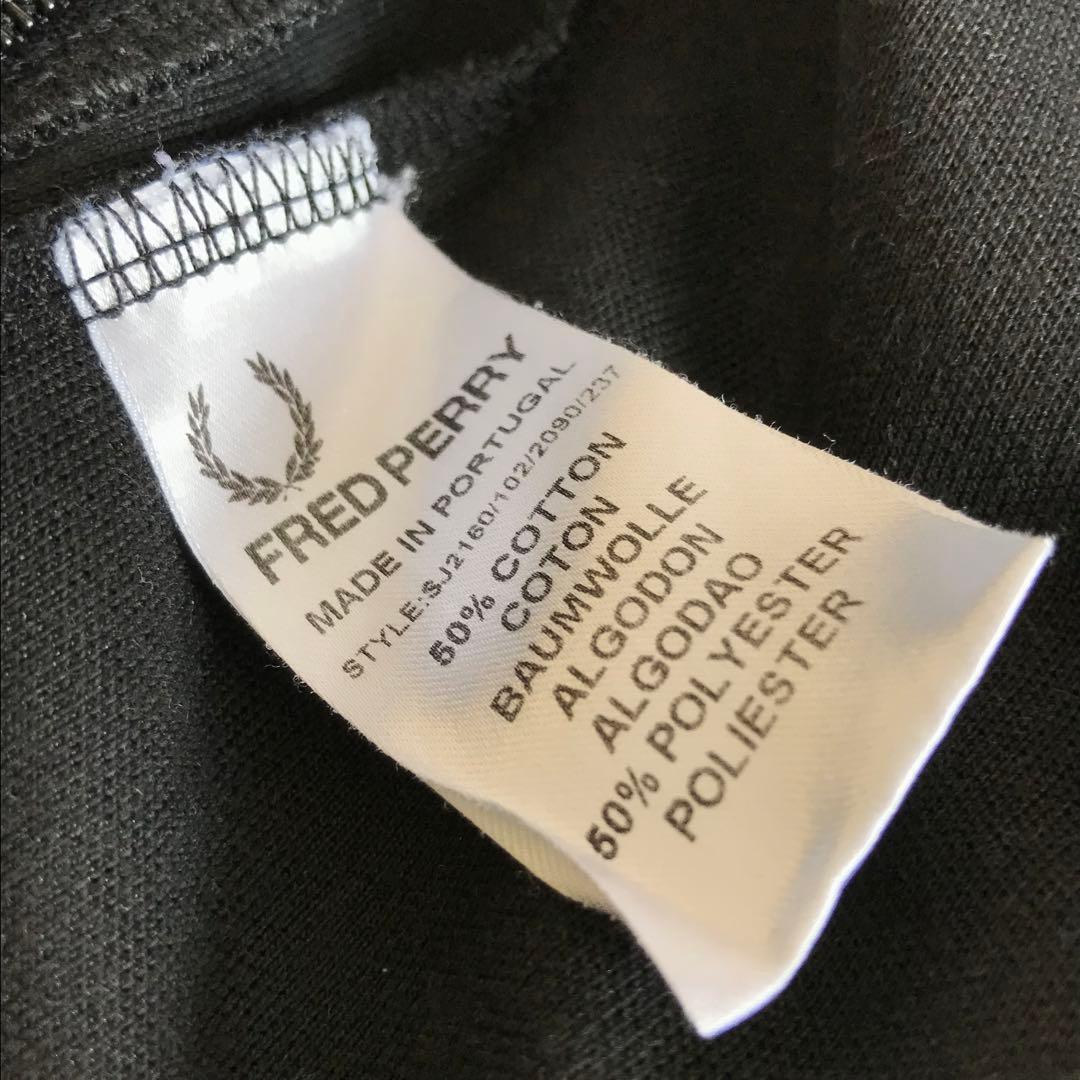 FRED PERRY
MADE IN PORTUGAL
STYLE:SJ2160/102/2090/237
50% COTTON
COTON
BAUMWOLLE
ALGODON
ALGODAO
50% POLYESTER
POLIESTER